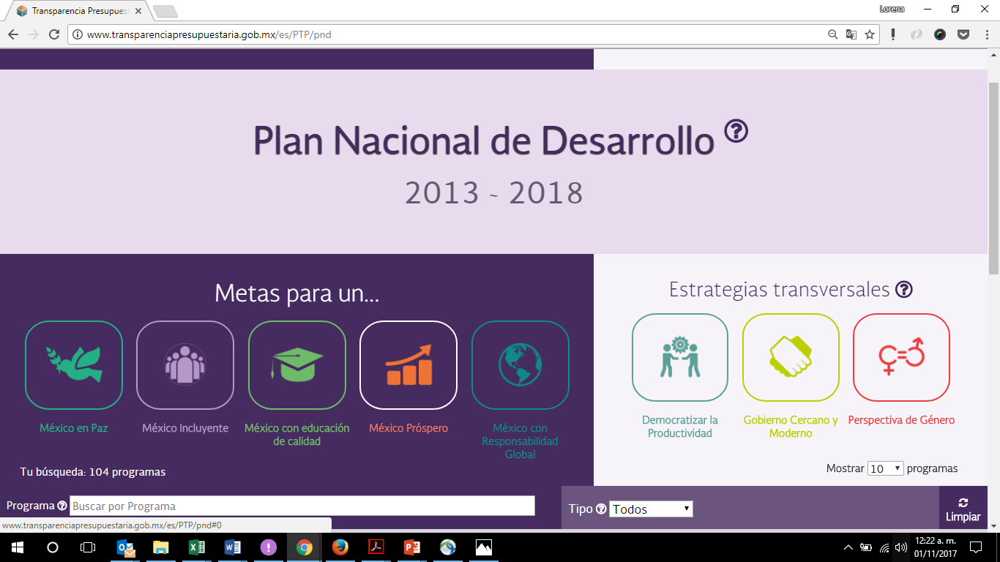 Transparencia Presupues
Lorena
www.transparenciapresupuestaria.gob.mx/es/PTP/pnd
Plan Nacional de Desarrollo ?
2013 - 2018
Metas para un...
México en Paz
México Incluyente
México con educación
de calidad
México Próspero
México con
Responsabilidad
Global
Estrategias transversales ?
Democratizar la
Productividad
Gobierno Cercano y
Moderno
Perspectiva de Género
Tu búsqueda: 104 programas
Mostrar 10 programas
Programa ? Buscar por Programa
Tipo ? Todos
Limpiar
www.transparenciapresupuestaria.gob.mx/es/PTP/pnd#0
12:22 a. m.
01/11/2017